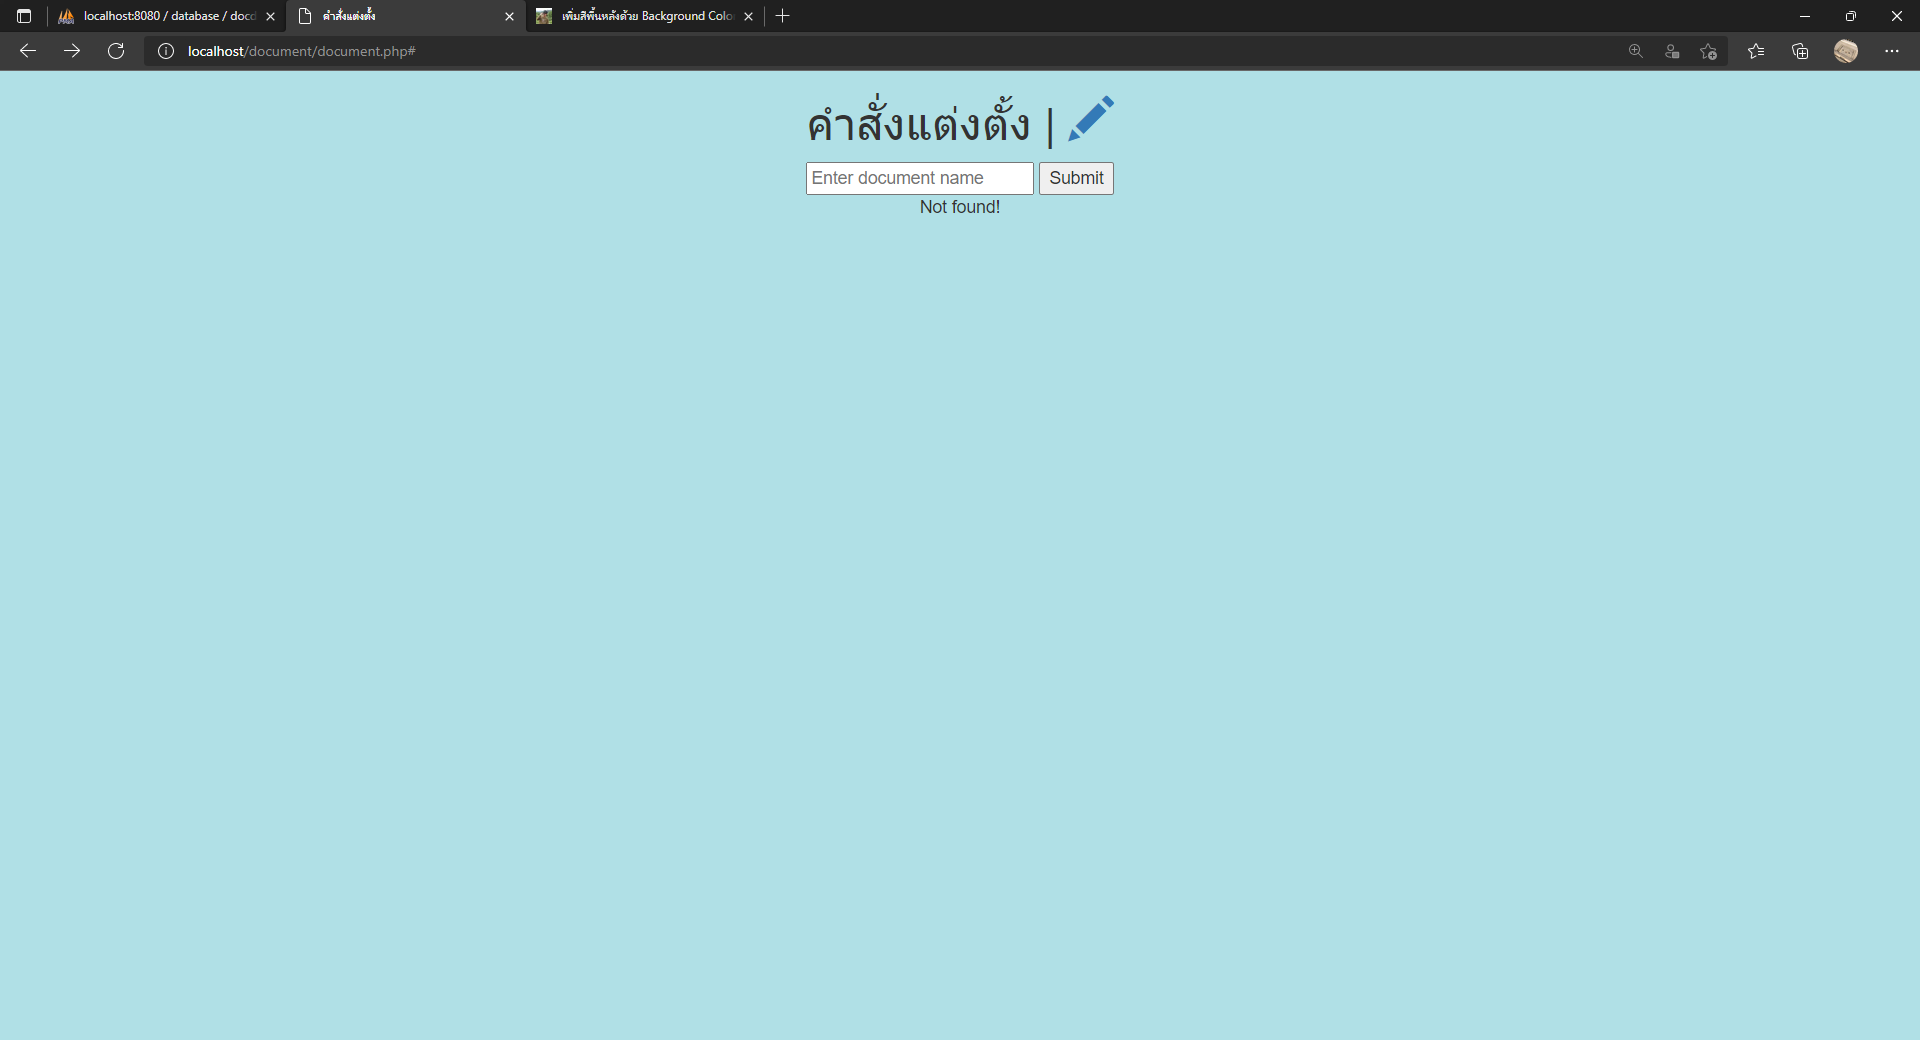 localhost:8080 / database / docd
คำสั่งแต่งตั้ง
เพิ่มสีพื้นหลังด้วย Background Color
localhost/document/document.php#
คำสั่งแต่งตั้ง |
Enter document name
Submit
Not found!